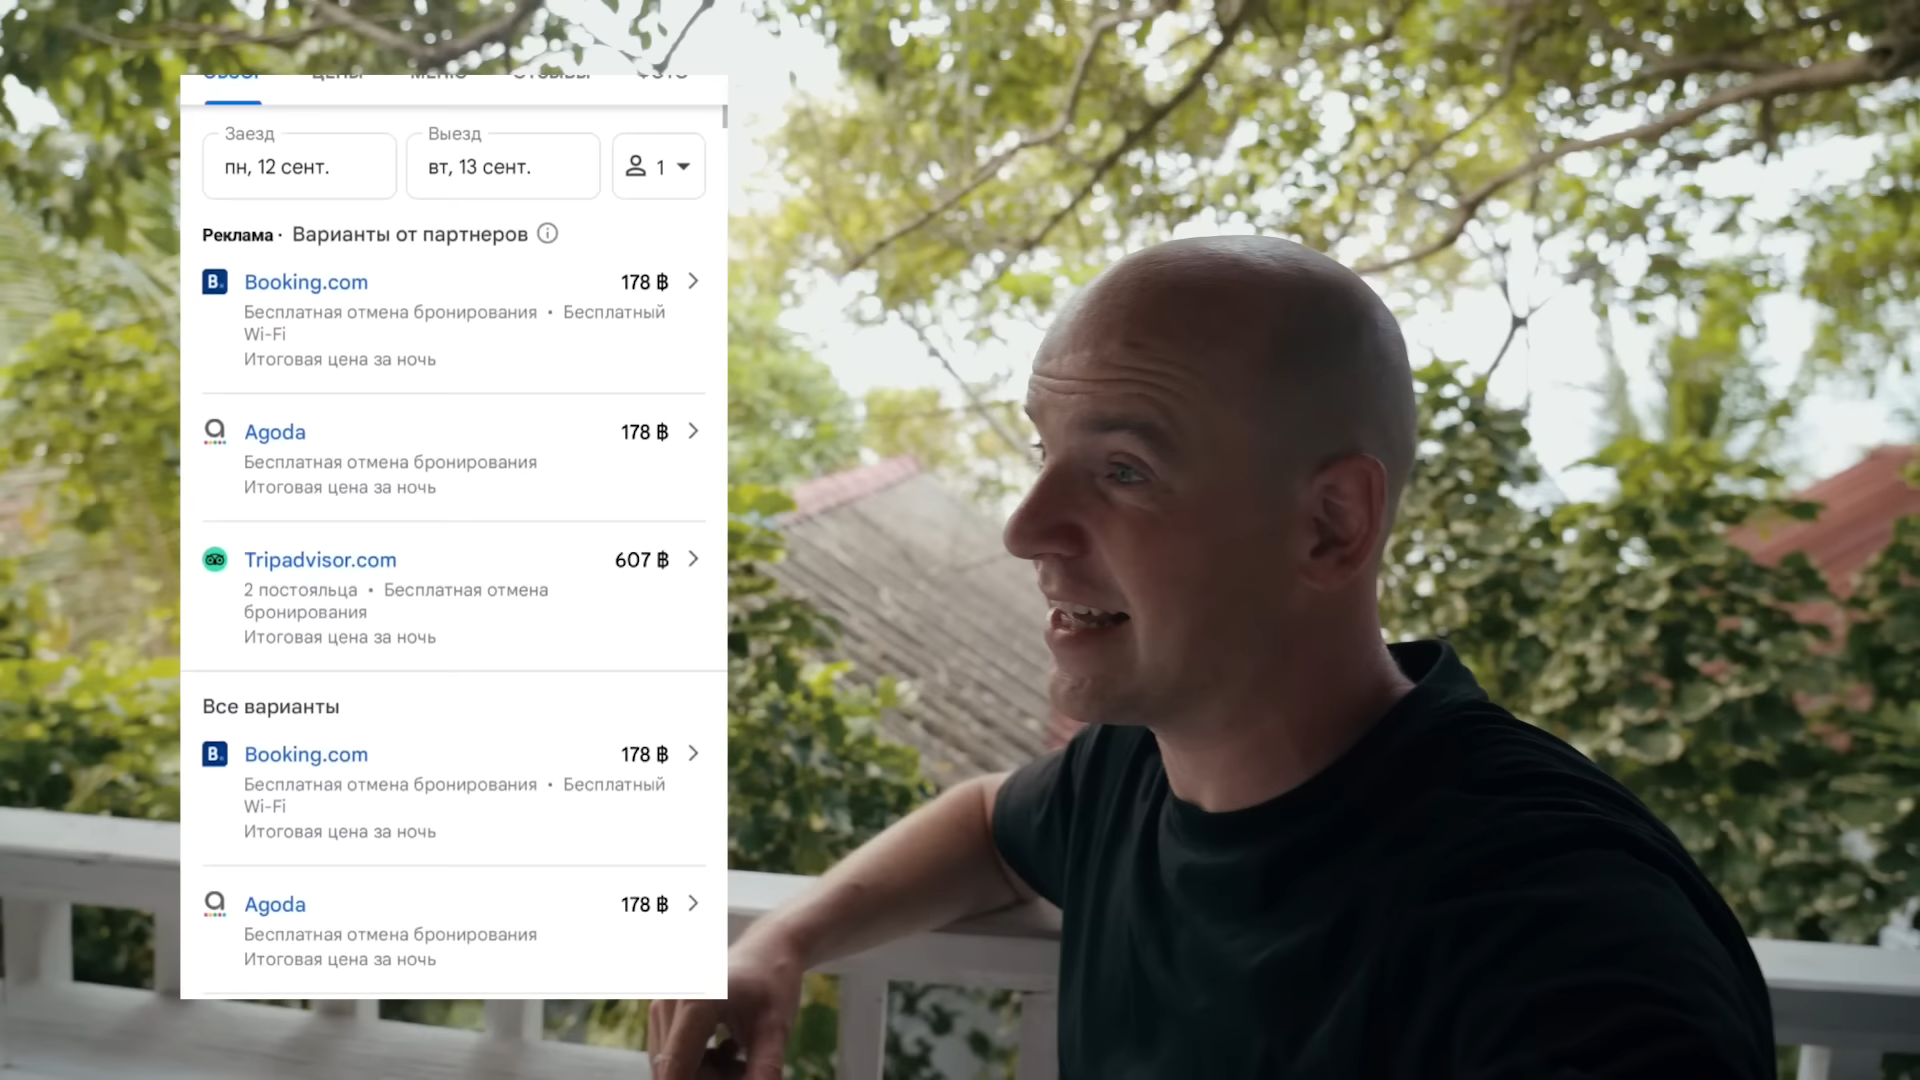 Заезд
Выезд
пн, 12 сент.
вт, 13 сент.
1
Реклама · Варианты от партнеров
B.
Booking.com
178 ฿
Бесплатная отмена бронирования • Бесплатный
Wi-Fi
Итоговая цена за ночь
Agoda
178 ฿
Бесплатная отмена бронирования
Итоговая цена за ночь
Tripadvisor.com
607 ฿
2 постояльца • Бесплатная отмена
бронирования
Итоговая цена за ночь
Все варианты
B.
Booking.com
178 ฿
Бесплатная отмена бронирования • Бесплатный
Wi-Fi
Итоговая цена за ночь
Agoda
178 ฿
Бесплатная отмена бронирования
Итоговая цена за ночь